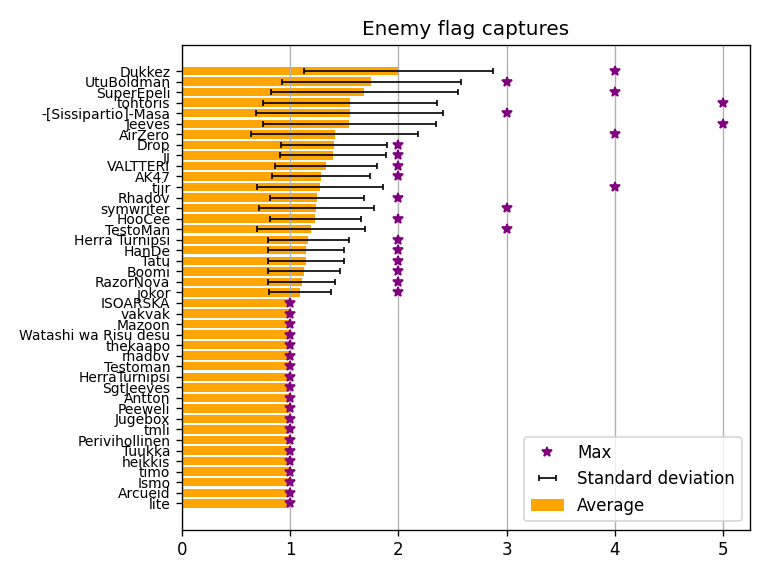 Enemy flag captures
Dukkez
UtuBoldman
SuperEpeli
tohtoris
-[Sissipartio]-Masa
Jeeves
AirZero
Drop
jj
VALTTERI
AK47
tjir
Rhadov
symwriter
HooCee
TestoMan
Herra Turnipsi
HanDe
Tatu
Boomi
RazorNova
jokor
ISOARSKA
vakvak
Mazoon
Watashi wa Risu desu
thekaapo
rhadov
Testoman
HerraTurnipsi
SgtJeeves
Antton
Peeweli
Jugebox
tmli
Perivihollinen
Tuukka
heikkis
timo
Ismo
Arcueid
lite
Max
Standard deviation
Average
0 1 2 3 4 5